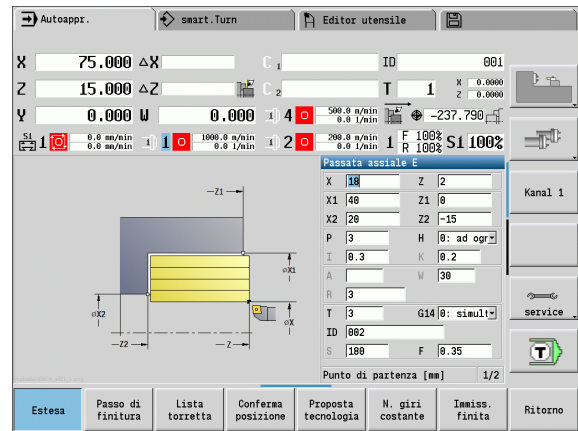 Autoappr.
smart.Turn
Editor utensile
X 75.000 ΔX C 1 ID 001
Z 15.000 ΔZ C 2 T 1 X 0.0000
Z 0.0000
Y 0.000 U 0.000 4 500.0 m/min
0.0 1/min -237.790
S1 1 0.0 mm/min
0.0 mm/min 1 1000.0 m/min
0.0 1/min 2 200.0 m/min
0.0 1/min 1 F 100%
R 100% S1 100%
Passata assiale E
X 18 Z 2
X1 40 Z1 0
X2 20 Z2 -15
P 3 H 0: ad ogr
I 0.3 K 0.2
A W 30
R 3
T 3 G14 0: simult
ID 002
S 180 F 0.35
Punto di partenza [mm] 1/2
Z1
øX1
øX2
øX
Z2
Z
Kanal 1
service
T
Estesa
Passo di
finitura
Lista
torretta
Conferma
posizione
Proposta
tecnologia
N. giri
costante
Immiss.
finita
Ritorno